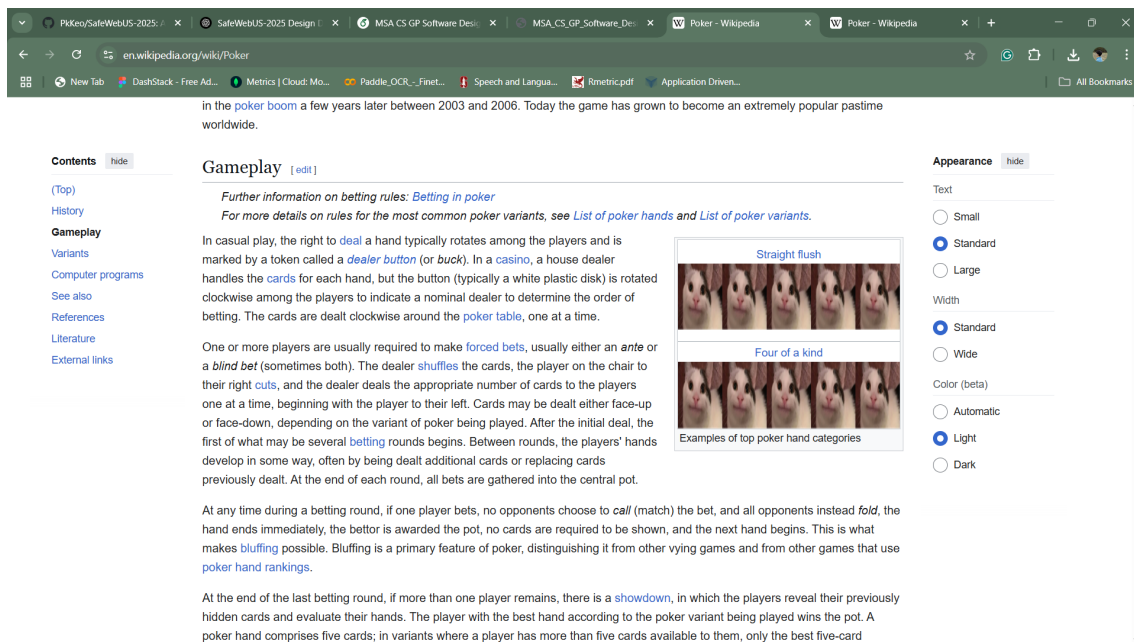 PkKeo/SafeWebUS-2025: A
SafeWebUS-2025 Design D
MSA CS GP Software Desig
MSA_CS_GP_Software_Des
Poker - Wikipedia
Poker - Wikipedia
en.wikipedia.org/wiki/Poker
New Tab
DashStack - Free Ad...
Metrics | Cloud: Mo...
Paddle_OCR_-_Finet...
Speech and Langua...
Rmetric.pdf
Application Driven...
All Bookmarks
in the poker boom a few years later between 2003 and 2006. Today the game has grown to become an extremely popular pastime
worldwide.
Contents hide
(Top)
History
Gameplay
Variants
Computer programs
See also
References
Literature
External links
Gameplay [ edit ]
Further information on betting rules: Betting in poker
For more details on rules for the most common poker variants, see List of poker hands and List of poker variants.
In casual play, the right to deal a hand typically rotates among the players and is
marked by a token called a dealer button (or buck). In a casino, a house dealer
handles the cards for each hand, but the button (typically a white plastic disk) is rotated
clockwise among the players to indicate a nominal dealer to determine the order of
betting. The cards are dealt clockwise around the poker table, one at a time.
One or more players are usually required to make forced bets, usually either an ante or
a blind bet (sometimes both). The dealer shuffles the cards, the player on the chair to
their right cuts, and the dealer deals the appropriate number of cards to the players
one at a time, beginning with the player to their left. Cards may be dealt either face-up
or face-down, depending on the variant of poker being played. After the initial deal, the
first of what may be several betting rounds begins. Between rounds, the players' hands
develop in some way, often by being dealt additional cards or replacing cards
previously dealt. At the end of each round, all bets are gathered into the central pot.
Straight flush
Four of a kind
Examples of top poker hand categories
At any time during a betting round, if one player bets, no opponents choose to call (match) the bet, and all opponents instead fold, the
hand ends immediately, the bettor is awarded the pot, no cards are required to be shown, and the next hand begins. This is what
makes bluffing possible. Bluffing is a primary feature of poker, distinguishing it from other vying games and from other games that use
poker hand rankings.
At the end of the last betting round, if more than one player remains, there is a showdown, in which the players reveal their previously
hidden cards and evaluate their hands. The player with the best hand according to the poker variant being played wins the pot. A
poker hand comprises five cards; in variants where a player has more than five cards available to them, only the best five-card
Appearance hide
Text
Small
Standard
Large
Width
Standard
Wide
Color (beta)
Automatic
Light
Dark